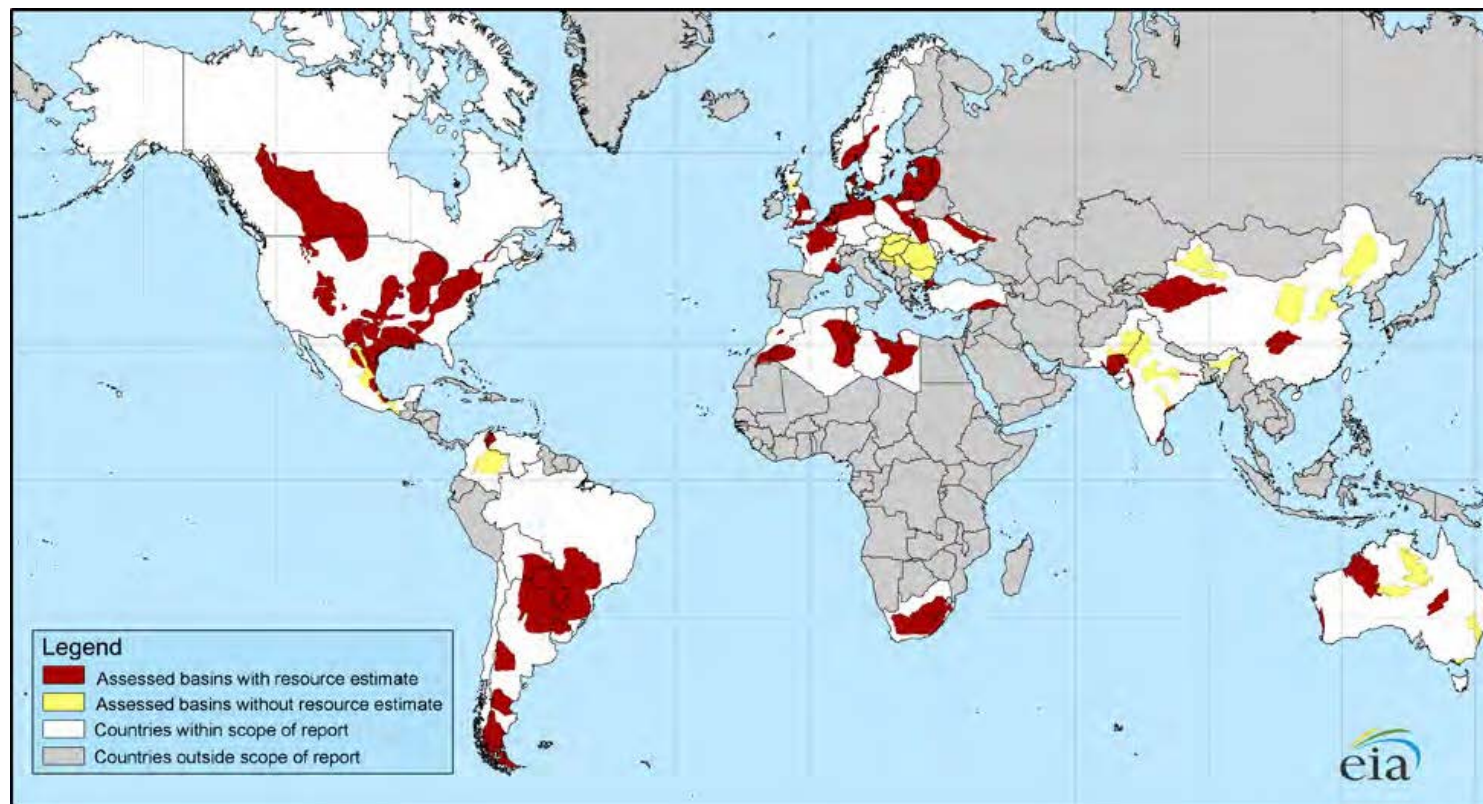 Legend
Assessed basins with resource estimate
Assessed basins without resource estimate
Countries within scope of report
Countries outside scope of report
eia